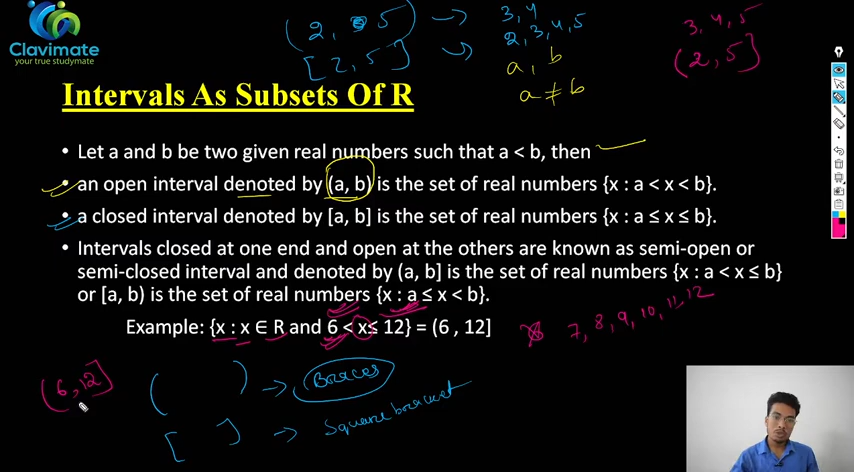 Clavimate
your true studymate
(2, 5) → 3, 4
[2, 5] → 2, 3, 4, 5
a, b
a ≠ b
3, 4, 5
(2, 5]
Intervals As Subsets Of R
• Let a and b be two given real numbers such that a < b, then
• an open interval denoted by (a, b) is the set of real numbers {x : a < x < b}.
• a closed interval denoted by [a, b] is the set of real numbers {x : a ≤ x ≤ b}.
• Intervals closed at one end and open at the others are known as semi-open or
semi-closed interval and denoted by (a, b] is the set of real numbers {x : a < x ≤ b}
or [a, b) is the set of real numbers {x : a ≤ x < b}.
Example: {x : x ∈ R and 6 < x ≤ 12} = (6 , 12]
7, 8, 9, 10, 11, 12
(6, 12]
( ) → Braces
[ ] → Square bracket